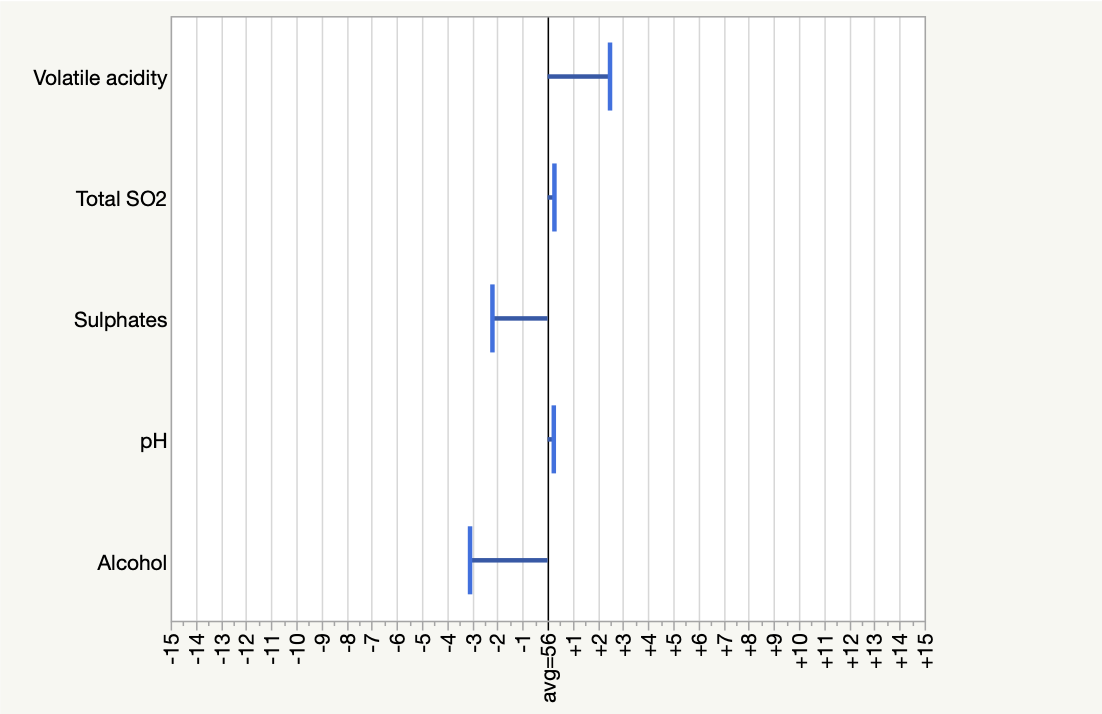 Volatile acidity
Total SO2
Sulphates
pH
Alcohol
-15 -14 -13 -12 -11 -10 -9 -8 -7 -6 -5 -4 -3 -2 -1 avg=56 +1 +2 +3 +4 +5 +6 +7 +8 +9 +10 +11 +12 +13 +14 +15